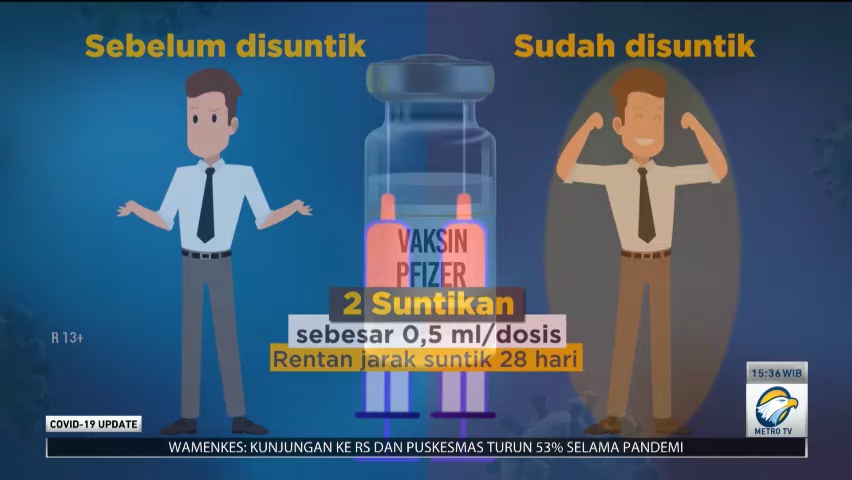 Sebelum disuntik
Sudah disuntik
VAKSIN
PFIZER
2 Suntikan
sebesar 0,5 ml/dosis
Rentan jarak suntik 28 hari
R 13+
15:36 WIB
METRO TV
COVID-19 UPDATE
WAMENKES: KUNJUNGAN KE RS DAN PUSKESMAS TURUN 53% SELAMA PANDEMI